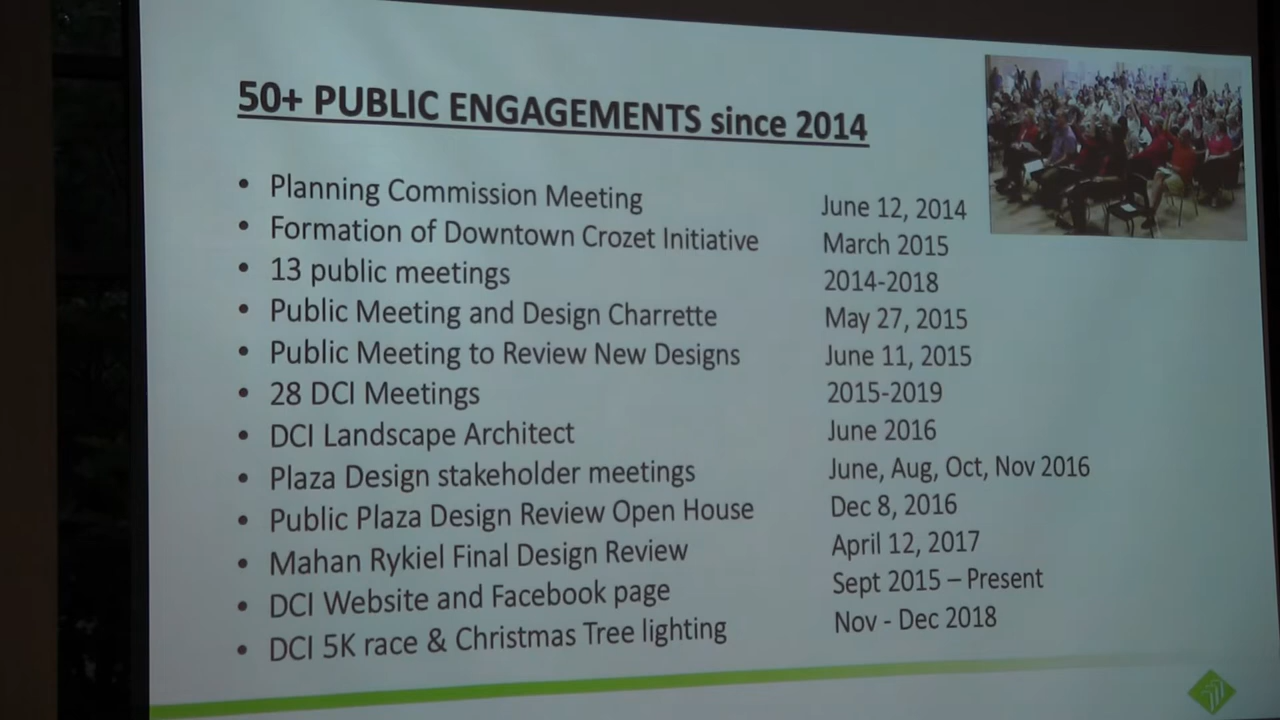 50+ PUBLIC ENGAGEMENTS since 2014
• Planning Commission Meeting June 12, 2014
• Formation of Downtown Crozet Initiative March 2015
• 13 public meetings 2014-2018
• Public Meeting and Design Charrette May 27, 2015
• Public Meeting to Review New Designs June 11, 2015
• 28 DCI Meetings 2015-2019
• DCI Landscape Architect June 2016
• Plaza Design stakeholder meetings June, Aug, Oct, Nov 2016
• Public Plaza Design Review Open House Dec 8, 2016
• Mahan Rykiel Final Design Review April 12, 2017
• DCI Website and Facebook page Sept 2015 – Present
• DCI 5K race & Christmas Tree lighting Nov - Dec 2018